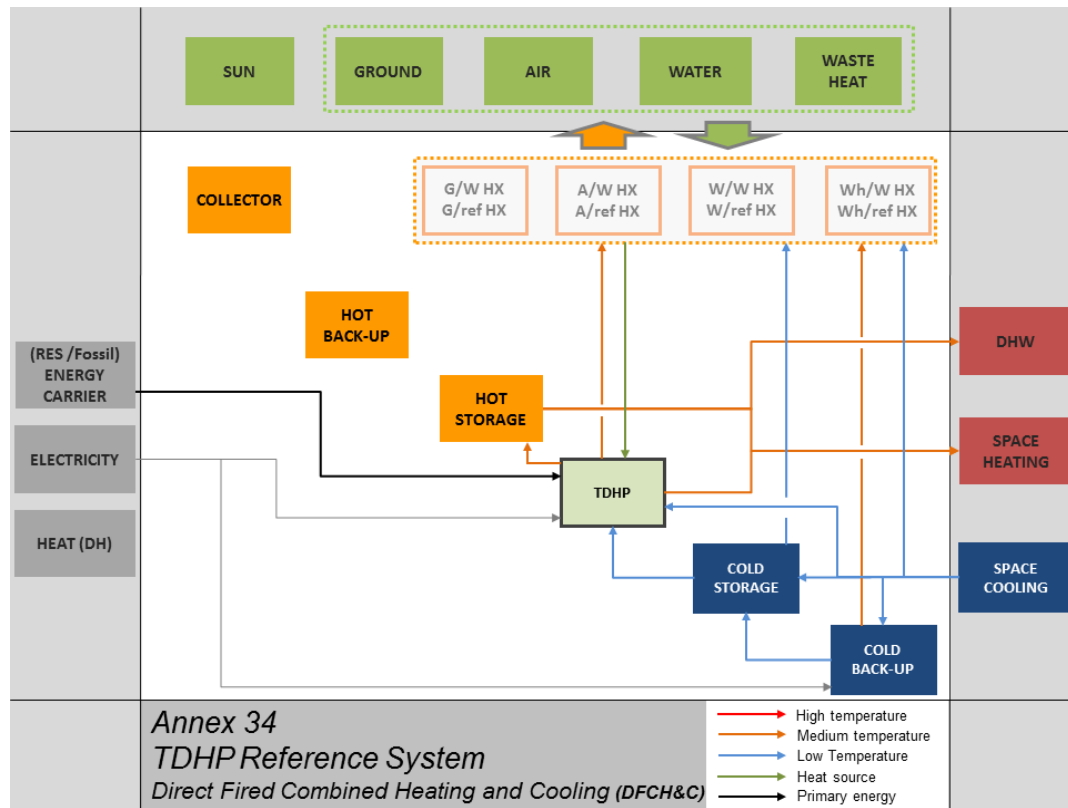 SUN
GROUND
AIR
WATER
WASTE
HEAT
COLLECTOR
G/W HX
G/ref HX
A/W HX
A/ref HX
W/W HX
W/ref HX
Wh/W HX
Wh/ref HX
HOT
BACK-UP
(RES /Fossil)
ENERGY
CARRIER
DHW
HOT
STORAGE
ELECTRICITY
SPACE
HEATING
TDHP
HEAT (DH)
COLD
STORAGE
SPACE
COOLING
COLD
BACK-UP
Annex 34
TDHP Reference System
Direct Fired Combined Heating and Cooling (DFCH&C)
High temperature
Medium temperature
Low Temperature
Heat source
Primary energy